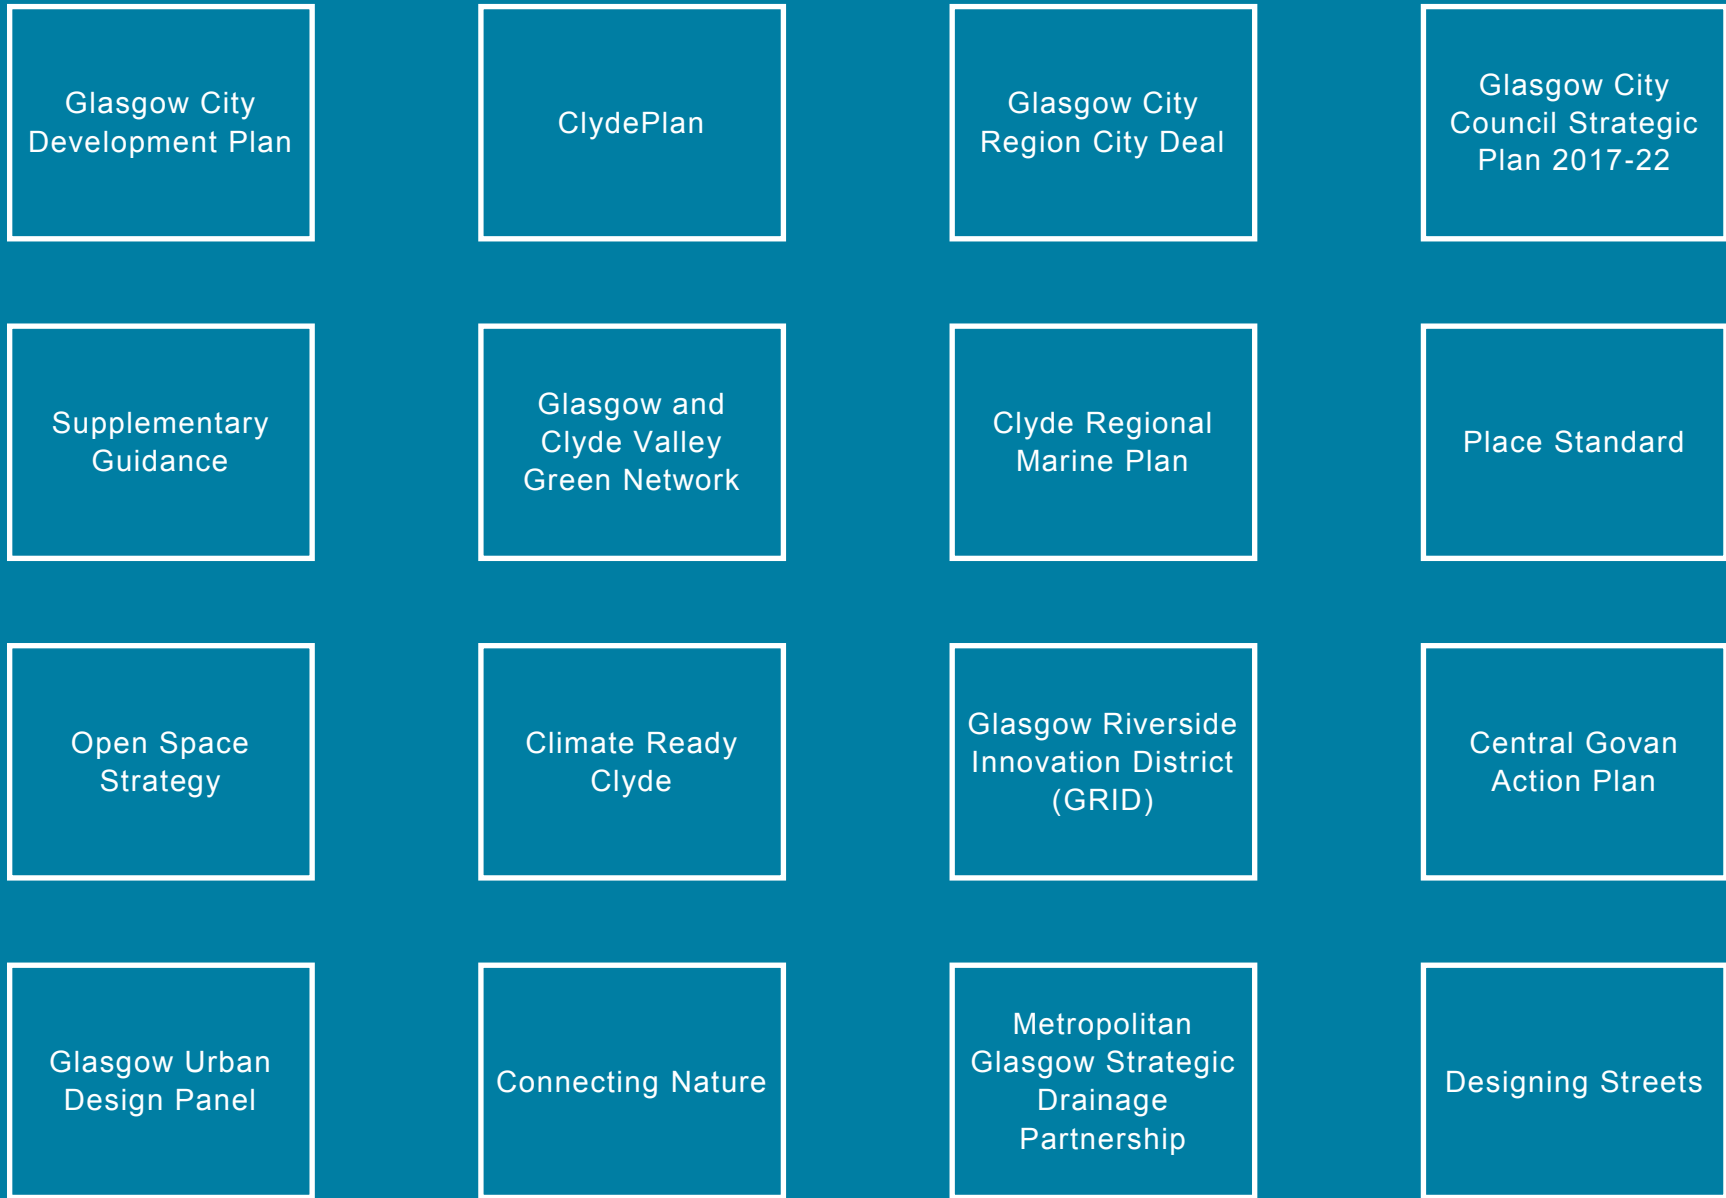 Glasgow City
Development Plan
ClydePlan
Glasgow City
Region City Deal
Glasgow City
Council Strategic
Plan 2017-22
Supplementary
Guidance
Glasgow and
Clyde Valley
Green Network
Clyde Regional
Marine Plan
Place Standard
Open Space
Strategy
Climate Ready
Clyde
Glasgow Riverside
Innovation District
(GRID)
Central Govan
Action Plan
Glasgow Urban
Design Panel
Connecting Nature
Metropolitan
Glasgow Strategic
Drainage
Partnership
Designing Streets